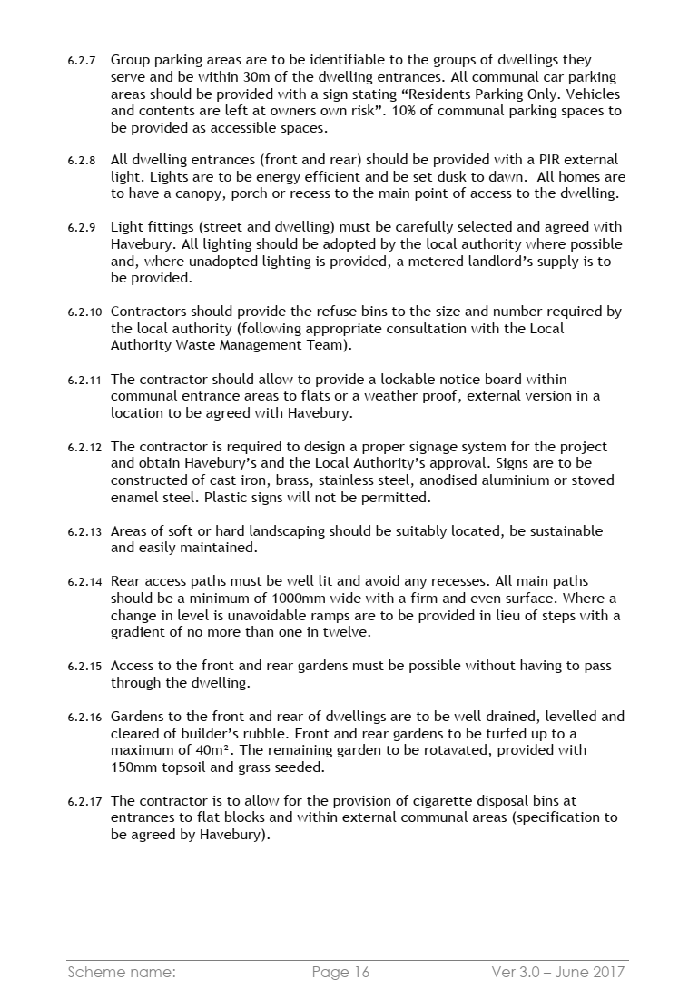 6.2.7 Group parking areas are to be identifiable to the groups of dwellings they
serve and be within 30m of the dwelling entrances. All communal car parking
areas should be provided with a sign stating “Residents Parking Only. Vehicles
and contents are left at owners own risk”. 10% of communal parking spaces to
be provided as accessible spaces.
6.2.8 All dwelling entrances (front and rear) should be provided with a PIR external
light. Lights are to be energy efficient and be set dusk to dawn. All homes are
to have a canopy, porch or recess to the main point of access to the dwelling.
6.2.9 Light fittings (street and dwelling) must be carefully selected and agreed with
Havebury. All lighting should be adopted by the local authority where possible
and, where unadopted lighting is provided, a metered landlord’s supply is to
be provided.
6.2.10 Contractors should provide the refuse bins to the size and number required by
the local authority (following appropriate consultation with the Local
Authority Waste Management Team).
6.2.11 The contractor should allow to provide a lockable notice board within
communal entrance areas to flats or a weather proof, external version in a
location to be agreed with Havebury.
6.2.12 The contractor is required to design a proper signage system for the project
and obtain Havebury’s and the Local Authority’s approval. Signs are to be
constructed of cast iron, brass, stainless steel, anodised aluminium or stoved
enamel steel. Plastic signs will not be permitted.
6.2.13 Areas of soft or hard landscaping should be suitably located, be sustainable
and easily maintained.
6.2.14 Rear access paths must be well lit and avoid any recesses. All main paths
should be a minimum of 1000mm wide with a firm and even surface. Where a
change in level is unavoidable ramps are to be provided in lieu of steps with a
gradient of no more than one in twelve.
6.2.15 Access to the front and rear gardens must be possible without having to pass
through the dwelling.
6.2.16 Gardens to the front and rear of dwellings are to be well drained, levelled and
cleared of builder’s rubble. Front and rear gardens to be turfed up to a
maximum of 40m². The remaining garden to be rotavated, provided with
150mm topsoil and grass seeded.
6.2.17 The contractor is to allow for the provision of cigarette disposal bins at
entrances to flat blocks and within external communal areas (specification to
be agreed by Havebury).
Scheme name: Page 16 Ver 3.0 – June 2017